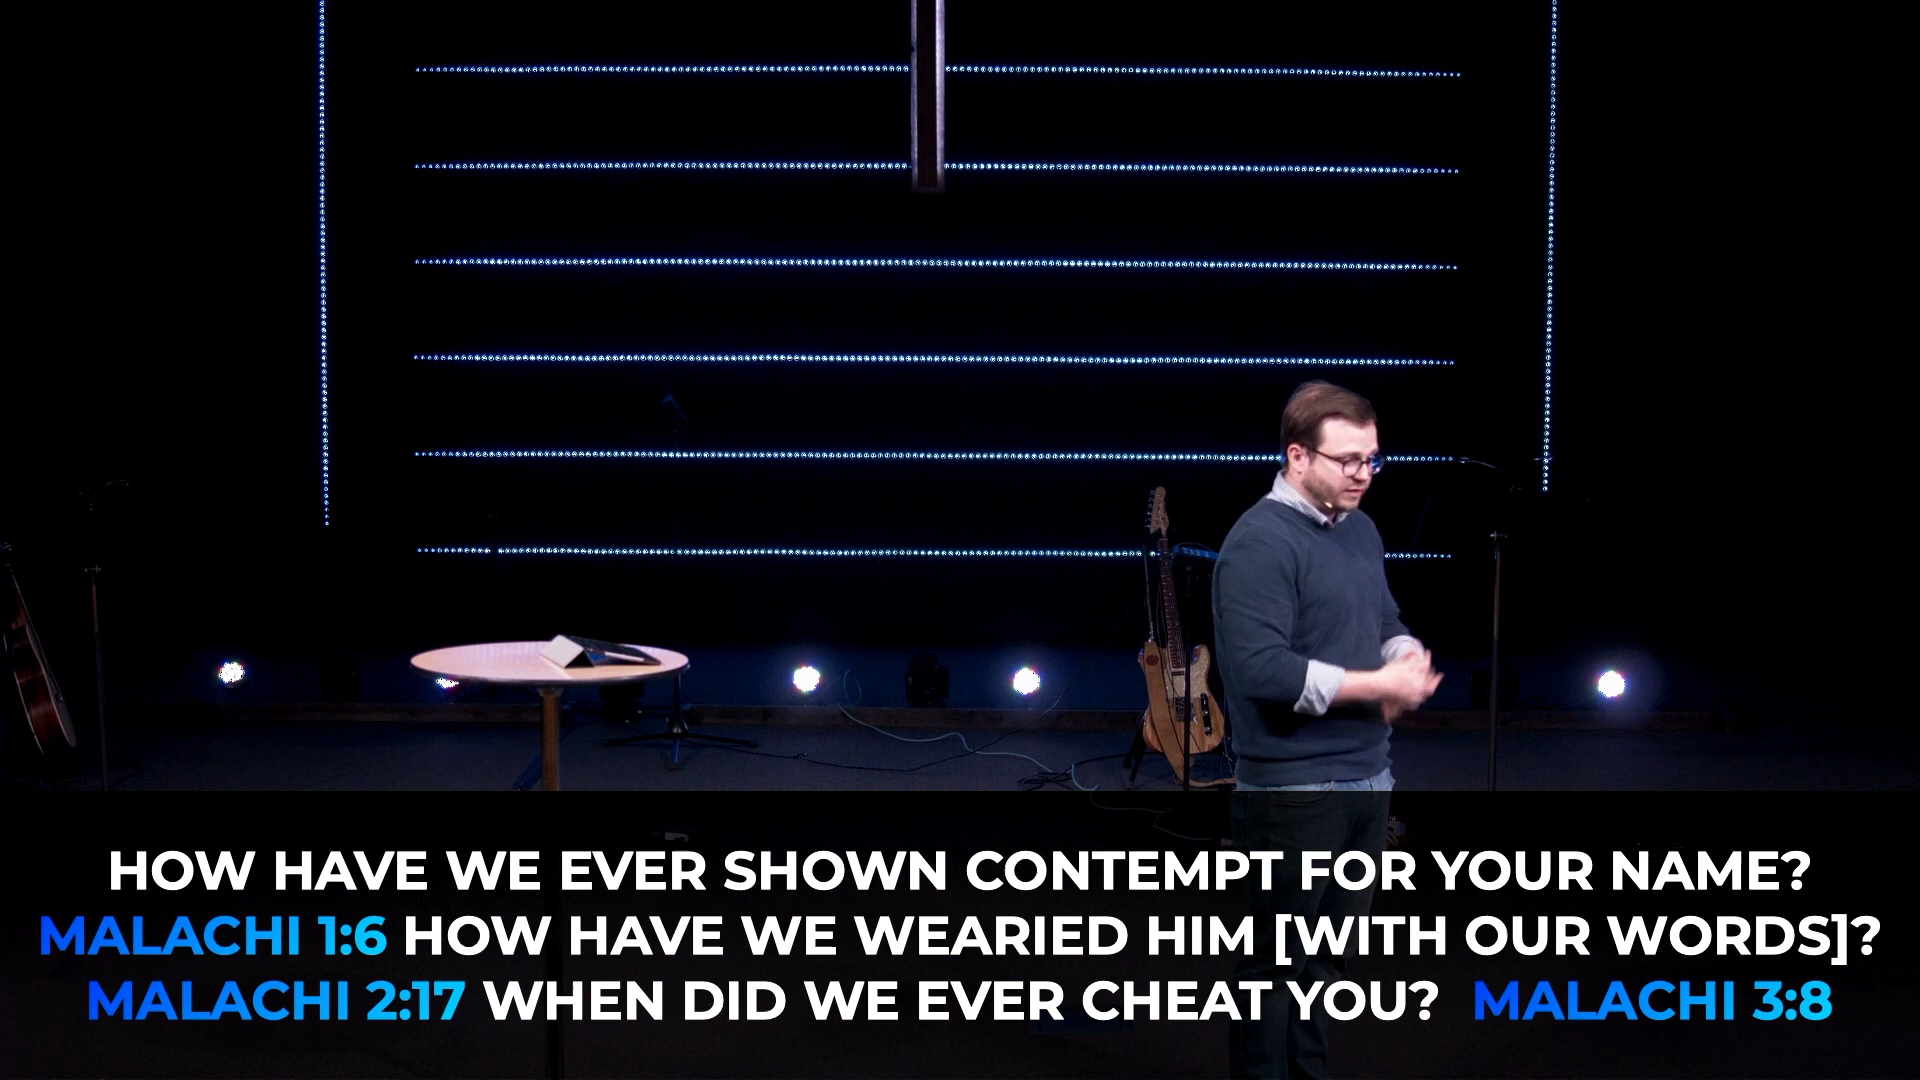 HOW HAVE WE EVER SHOWN CONTEMPT FOR YOUR NAME?
MALACHI 1:6 HOW HAVE WE WEARIED HIM [WITH OUR WORDS]?
MALACHI 2:17 WHEN DID WE EVER CHEAT YOU? MALACHI 3:8